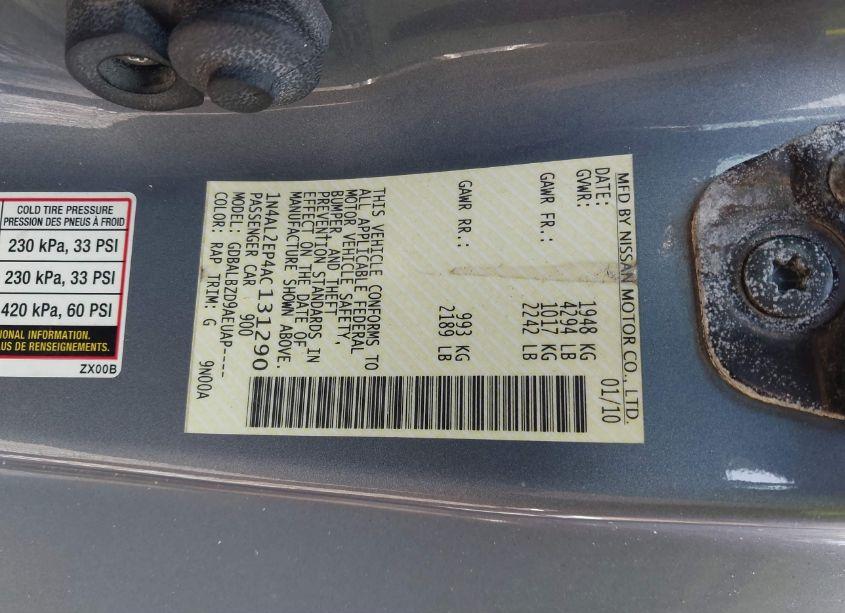 COLD TIRE PRESSURE
PRESSION DES PNEUS À FROID
230 kPa, 33 PSI
230 kPa, 33 PSI
420 kPa, 60 PSI
IONAL INFORMATION.
US DE RENSEIGNEMENTS.
ZX00B
MFD BY NISSAN MOTOR CO., LTD.
DATE: 01/10
GVWR: 1948 KG
4294 LB
GAWR FR: 1017 KG
2242 LB
GAWR RR: 993 KG
2189 LB
THIS VEHICLE CONFORMS TO
ALL APPLICABLE FEDERAL
MOTOR VEHICLE SAFETY,
BUMPER, AND THEFT
PREVENTION STANDARDS IN
EFFECT ON THE DATE OF
MANUFACTURE SHOWN ABOVE.
1N4AL2EP4AC131290
PASSENGER CAR 900
MODEL: GDBALBZD9AEUAP----
COLOR: RAP TRIM: G 9N00A